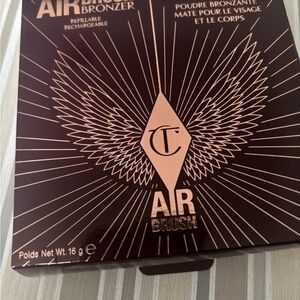 AIRBRUSH
BRONZER
REFILLABLE
RECHARGEABLE
POUDRE BRONZANTE
MATE POUR LE VISAGE
ET LE CORPS
CT
AIR
BRUSH
Poids Net Wt. 16 g e